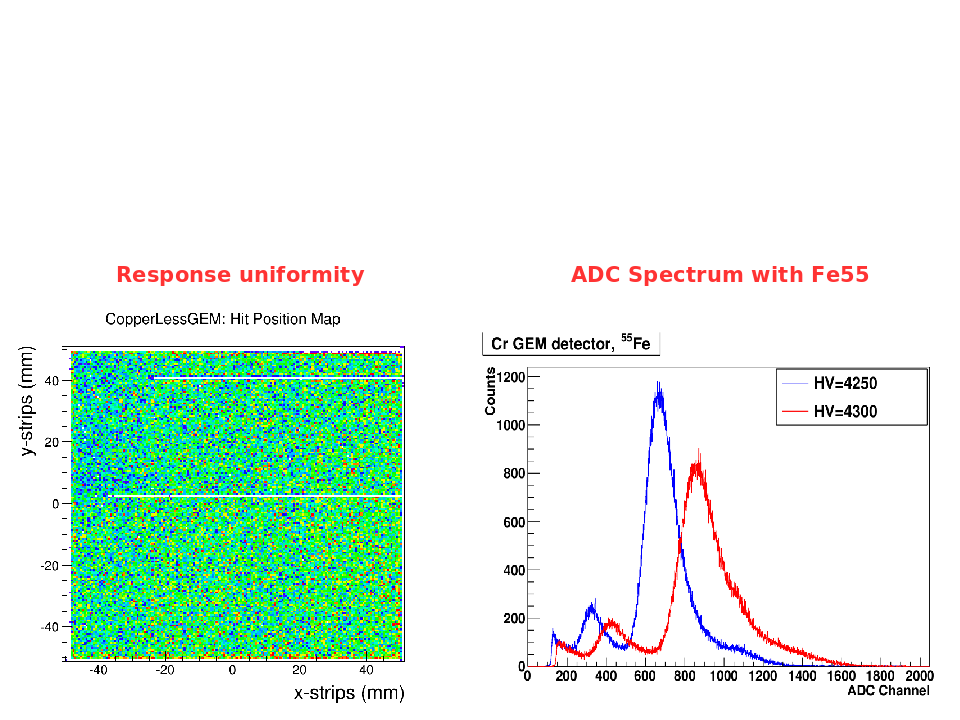 Response uniformity
ADC Spectrum with Fe55
CopperLessGEM: Hit Position Map
y-strips (mm)
40
20
0
-20
-40
-40 -20 0 20 40
x-strips (mm)
Cr GEM detector, 55Fe
Counts
HV=4250
HV=4300
1200
1000
800
600
400
200
0
0 200 400 600 800 1000 1200 1400 1600 1800 2000
ADC Channel